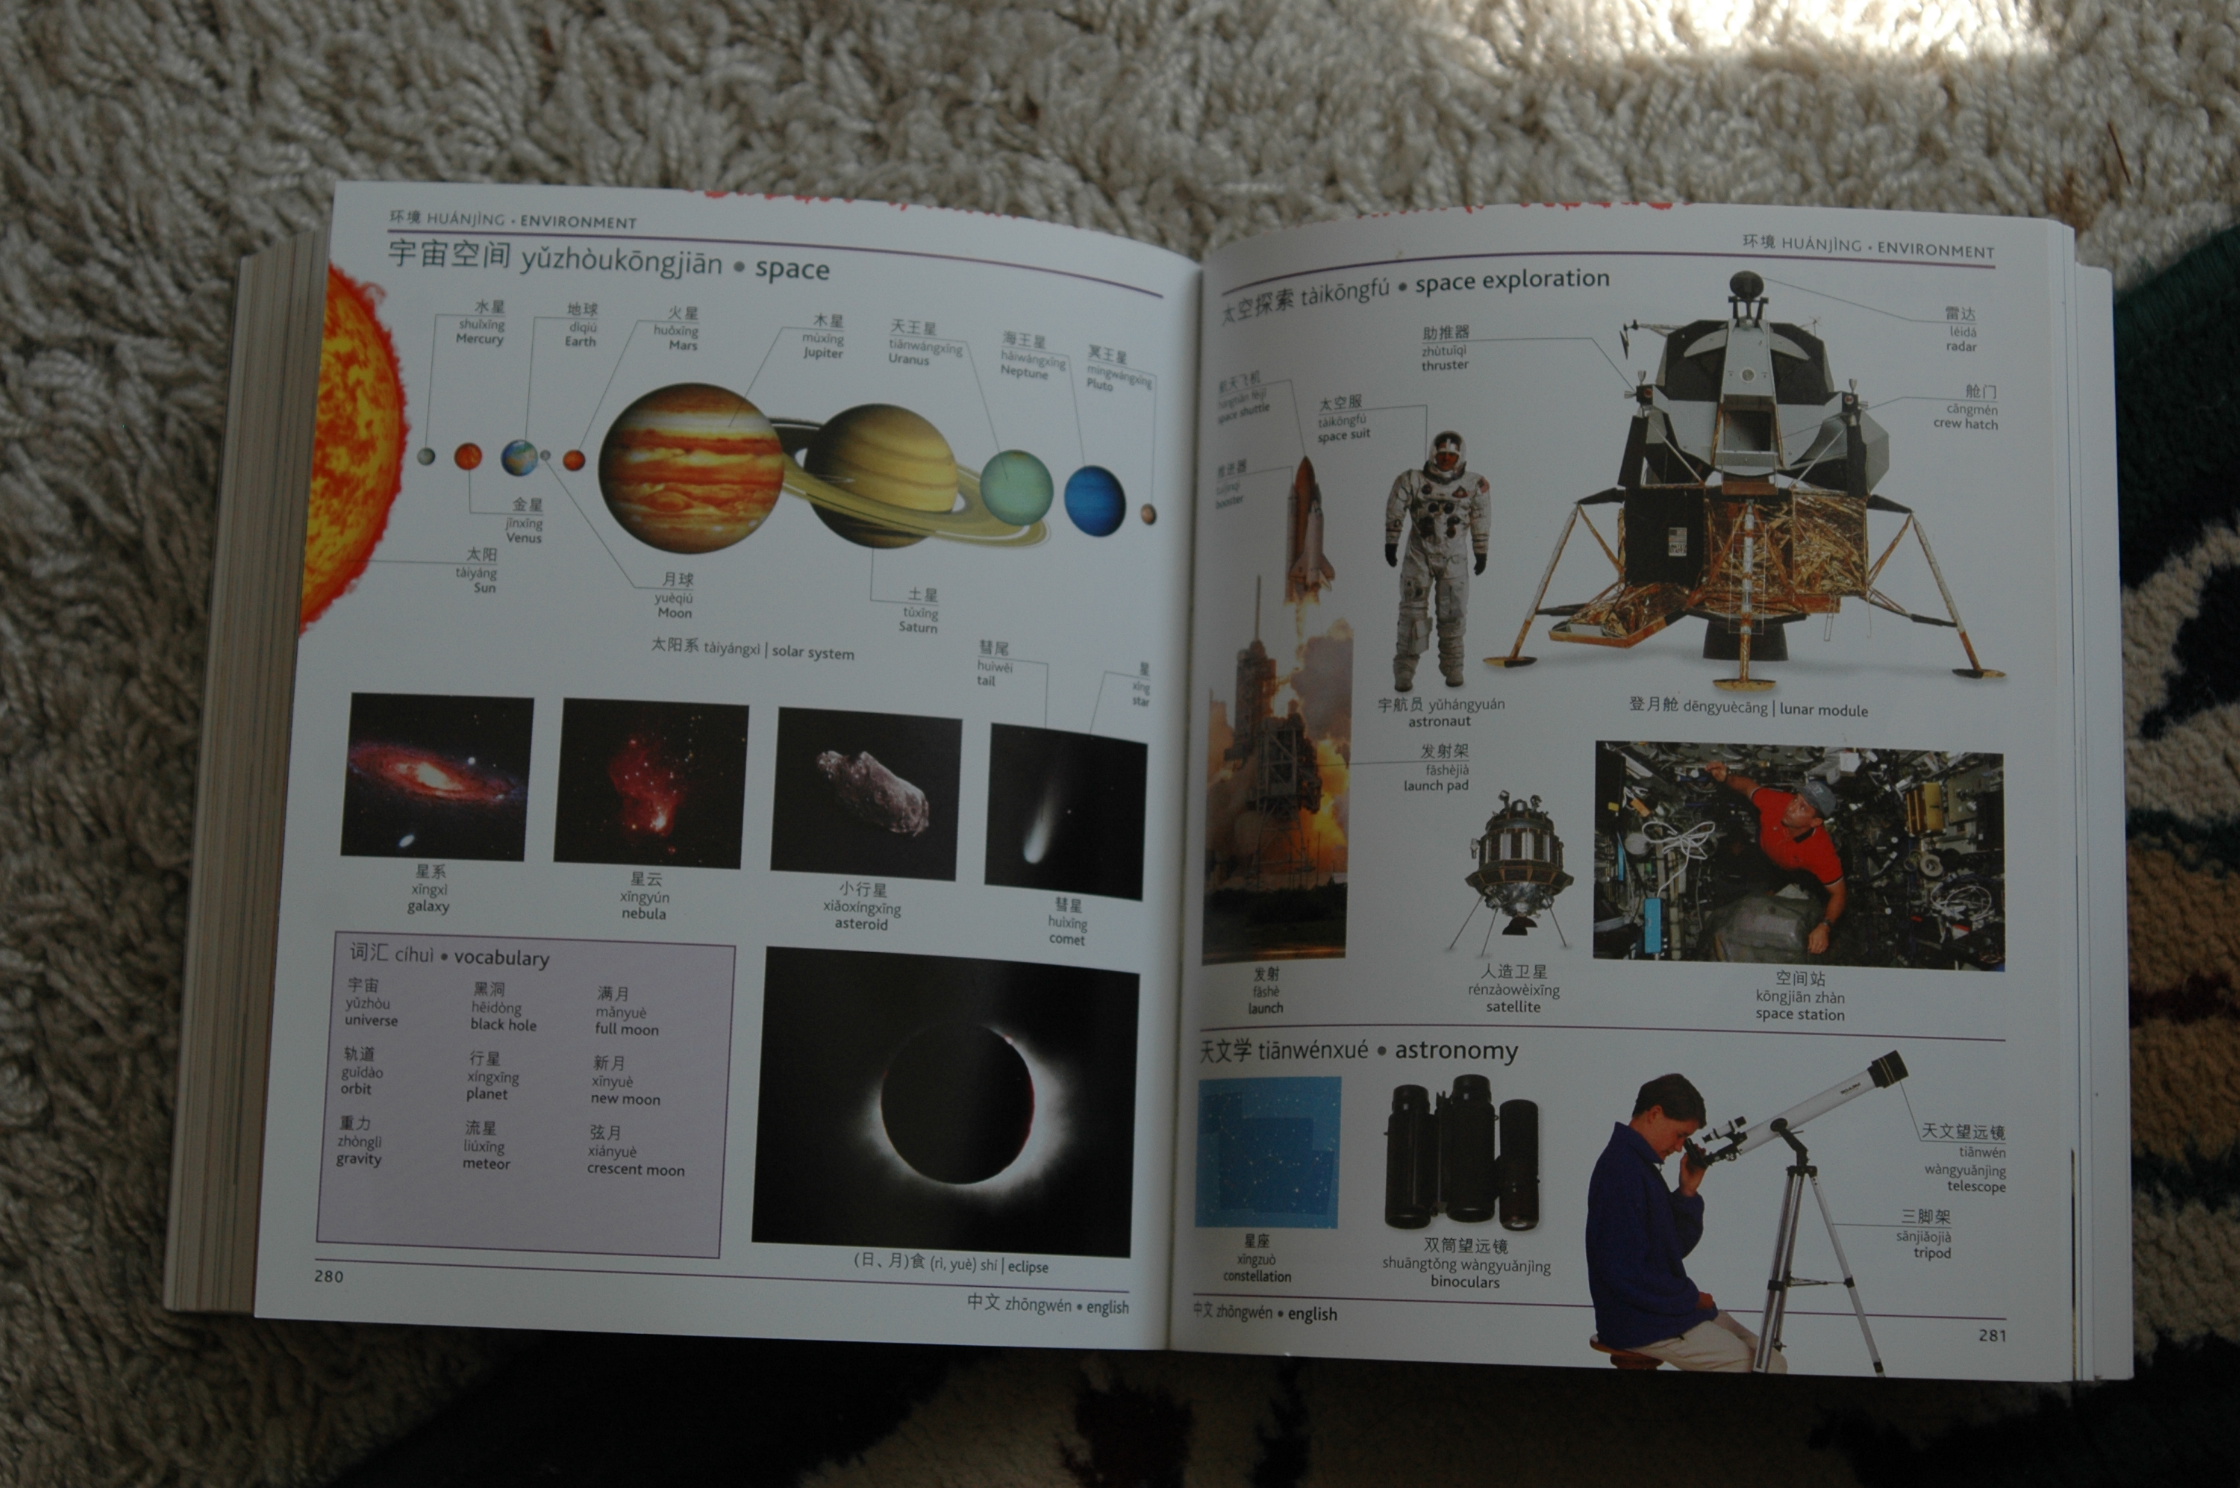 环境 HUÁNJÌNG • ENVIRONMENT
宇宙空间 yǔzhòukōngjiān • space
水星
shuǐxīng
Mercury
地球
dìqiú
Earth
火星
huǒxīng
Mars
木星
mùxīng
Jupiter
天王星
tiānwángxīng
Uranus
海王星
hǎiwángxīng
Neptune
冥王星
míngwángxīng
Pluto
太阳
tàiyáng
Sun
金星
jīnxīng
Venus
月球
yuèqiú
Moon
土星
tǔxīng
Saturn
太阳系 tàiyángxì | solar system
彗尾
huìwěi
tail
星
xīng
star
星系
xīngxì
galaxy
星云
xīngyún
nebula
小行星
xiǎoxíngxīng
asteroid
彗星
huìxīng
comet
词汇 cíhuì • vocabulary
宇宙
yǔzhòu
universe
轨道
guǐdào
orbit
重力
zhònglì
gravity
黑洞
hēidòng
black hole
行星
xíngxīng
planet
流星
liúxīng
meteor
满月
mǎnyuè
full moon
新月
xīnyuè
new moon
弦月
xiányuè
crescent moon
(日、月)食 (rì, yuè) shí | eclipse
280
中文 zhōngwén • english
环境 HUÁNJÌNG • ENVIRONMENT
太空探索 tàikōngfú • space exploration
航天飞机
space shuttle
booster
太空服
tàikōngfú
space suit
助推器
zhùtuīqì
thruster
雷达
léidá
radar
舱门
cāngmén
crew hatch
宇航员 yǔhángyuán
astronaut
登月舱 dēngyuècāng | lunar module
发射架
fāshèjià
launch pad
发射
fāshè
launch
人造卫星
rénzàowèixīng
satellite
空间站
kōngjiān zhàn
space station
天文学 tiānwénxué • astronomy
星座
xīngzuò
constellation
双筒望远镜
shuāngtǒng wàngyuǎnjìng
binoculars
天文望远镜
tiānwén
wàngyuǎnjìng
telescope
三脚架
sānjiǎojià
tripod
中文 zhōngwén • english
281